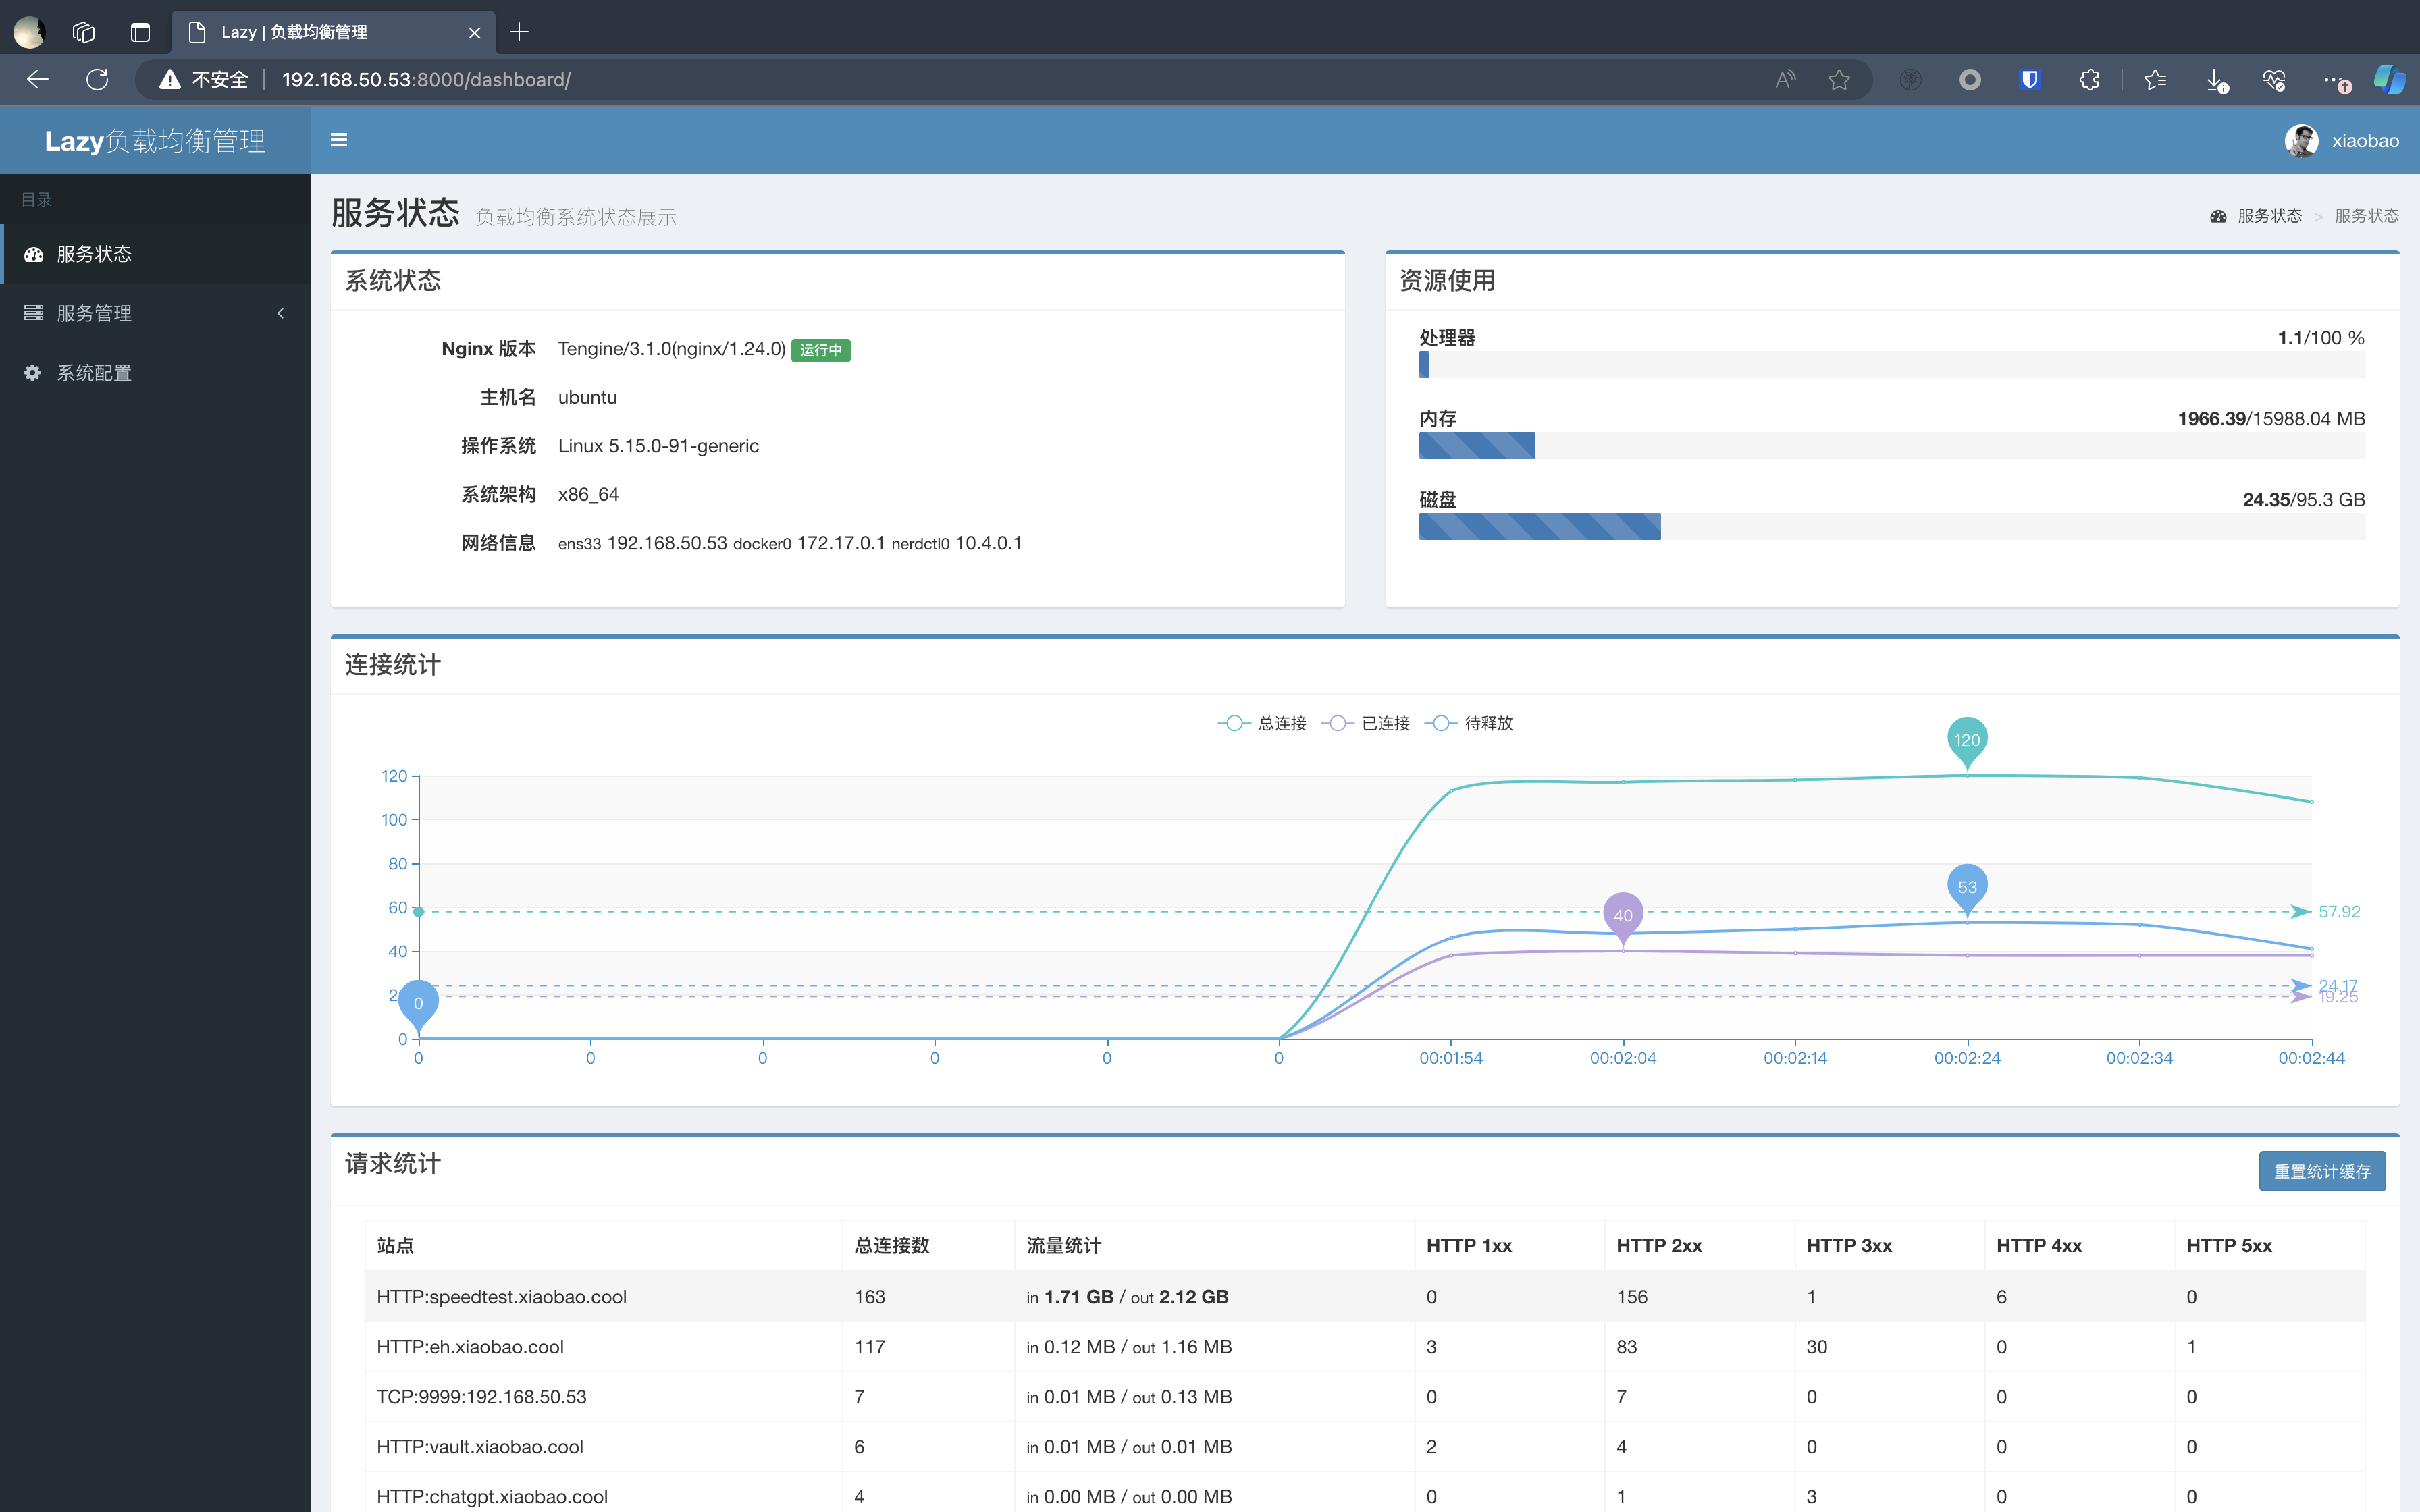 Lazy | 负载均衡管理
不安全 192.168.50.53:8000/dashboard/
Lazy负载均衡管理
xiaobao
目录
服务状态
服务管理
系统配置
服务状态 负载均衡系统状态展示
服务状态 > 服务状态
系统状态
Nginx 版本 Tengine/3.1.0(nginx/1.24.0) 运行中
主机名 ubuntu
操作系统 Linux 5.15.0-91-generic
系统架构 x86_64
网络信息 ens33 192.168.50.53 docker0 172.17.0.1 nerdctl0 10.4.0.1
资源使用
处理器 1.1/100 %
内存 1966.39/15988.04 MB
磁盘 24.35/95.3 GB
连接统计
总连接 已连接 待释放
120
100
80
60
40
20
0
120
53
40
0
57.92
24.17
19.25
0 0 0 0 0 0 00:01:54 00:02:04 00:02:14 00:02:24 00:02:34 00:02:44
请求统计
重置统计缓存
站点 总连接数 流量统计 HTTP 1xx HTTP 2xx HTTP 3xx HTTP 4xx HTTP 5xx
HTTP:speedtest.xiaobao.cool 163 in 1.71 GB / out 2.12 GB 0 156 1 6 0
HTTP:eh.xiaobao.cool 117 in 0.12 MB / out 1.16 MB 3 83 30 0 1
TCP:9999:192.168.50.53 7 in 0.01 MB / out 0.13 MB 0 7 0 0 0
HTTP:vault.xiaobao.cool 6 in 0.01 MB / out 0.01 MB 2 4 0 0 0
HTTP:chatgpt.xiaobao.cool 4 in 0.00 MB / out 0.00 MB 0 1 3 0 0